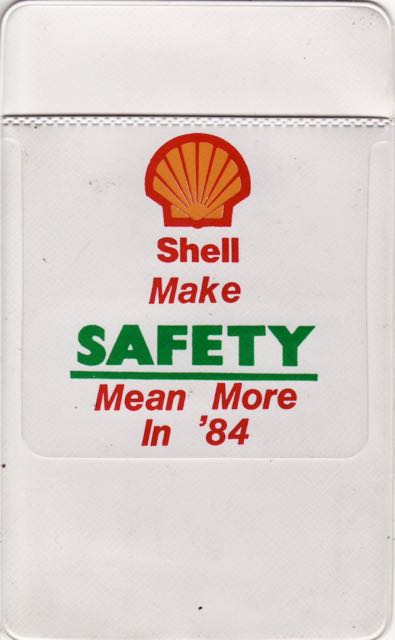 Shell
Make
SAFETY
Mean More
In '84